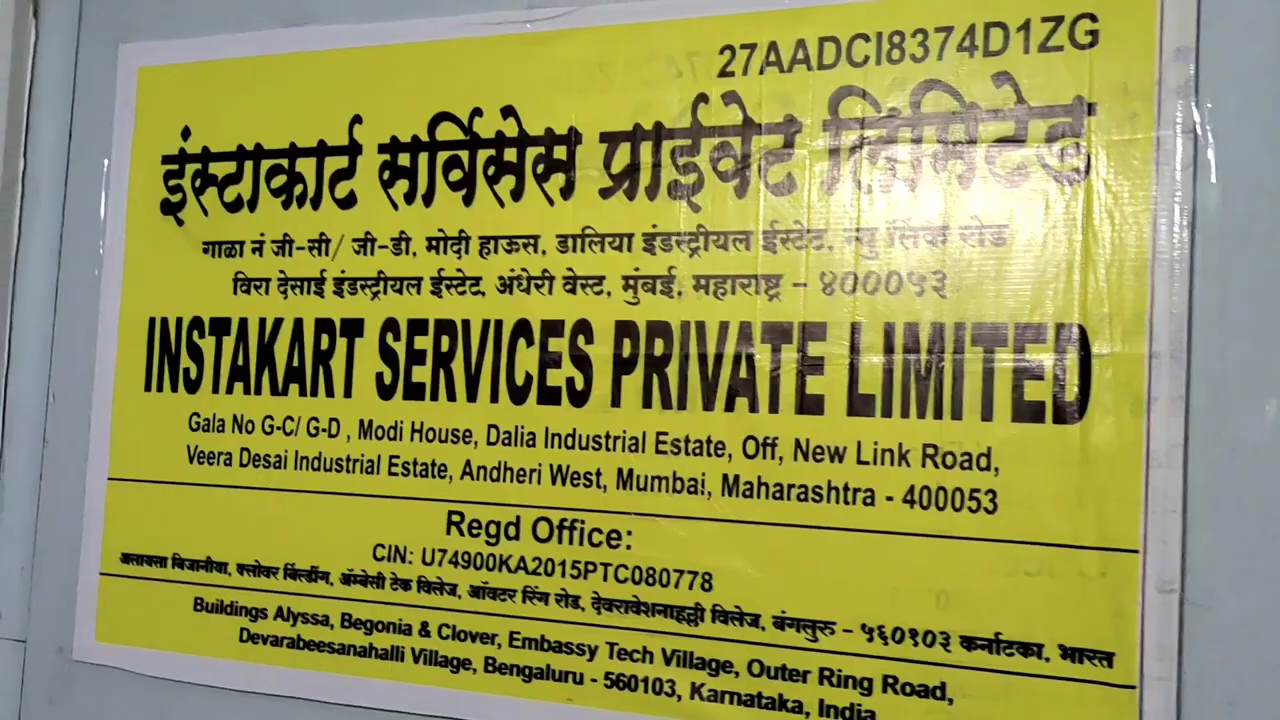 27AADCI8374D1ZG
इंस्टाकार्ट सर्विसेस प्राईवेट लिमिटेड
गाळा नं जी-सी/ जी-डी, मोदी हाऊस, डालिया इंडस्ट्रीयल ईस्टेट, न्यु लिंक रोड
विरा देसाई इंडस्ट्रीयल ईस्टेट, अंधेरी वेस्ट, मुंबई, महाराष्ट्र - ४०००५३
INSTAKART SERVICES PRIVATE LIMITED
Gala No G-C/ G-D , Modi House, Dalia Industrial Estate, Off, New Link Road,
Veera Desai Industrial Estate, Andheri West, Mumbai, Maharashtra - 400053
Regd Office:
CIN: U74900KA2015PTC080778
अलायसा बिजानीया, क्लोवर बिल्डींग, ॲम्बेसी टेक विलेज, ऑक्टर रिंग रोड, देवरावेशनाहल्ली विलेज, बंगलुरु - ५६०१०३ कर्नाटका, भारत
Buildings Alyssa, Begonia & Clover, Embassy Tech Village, Outer Ring Road,
Devarabeesanahalli Village, Bengaluru - 560103, Karnataka, India